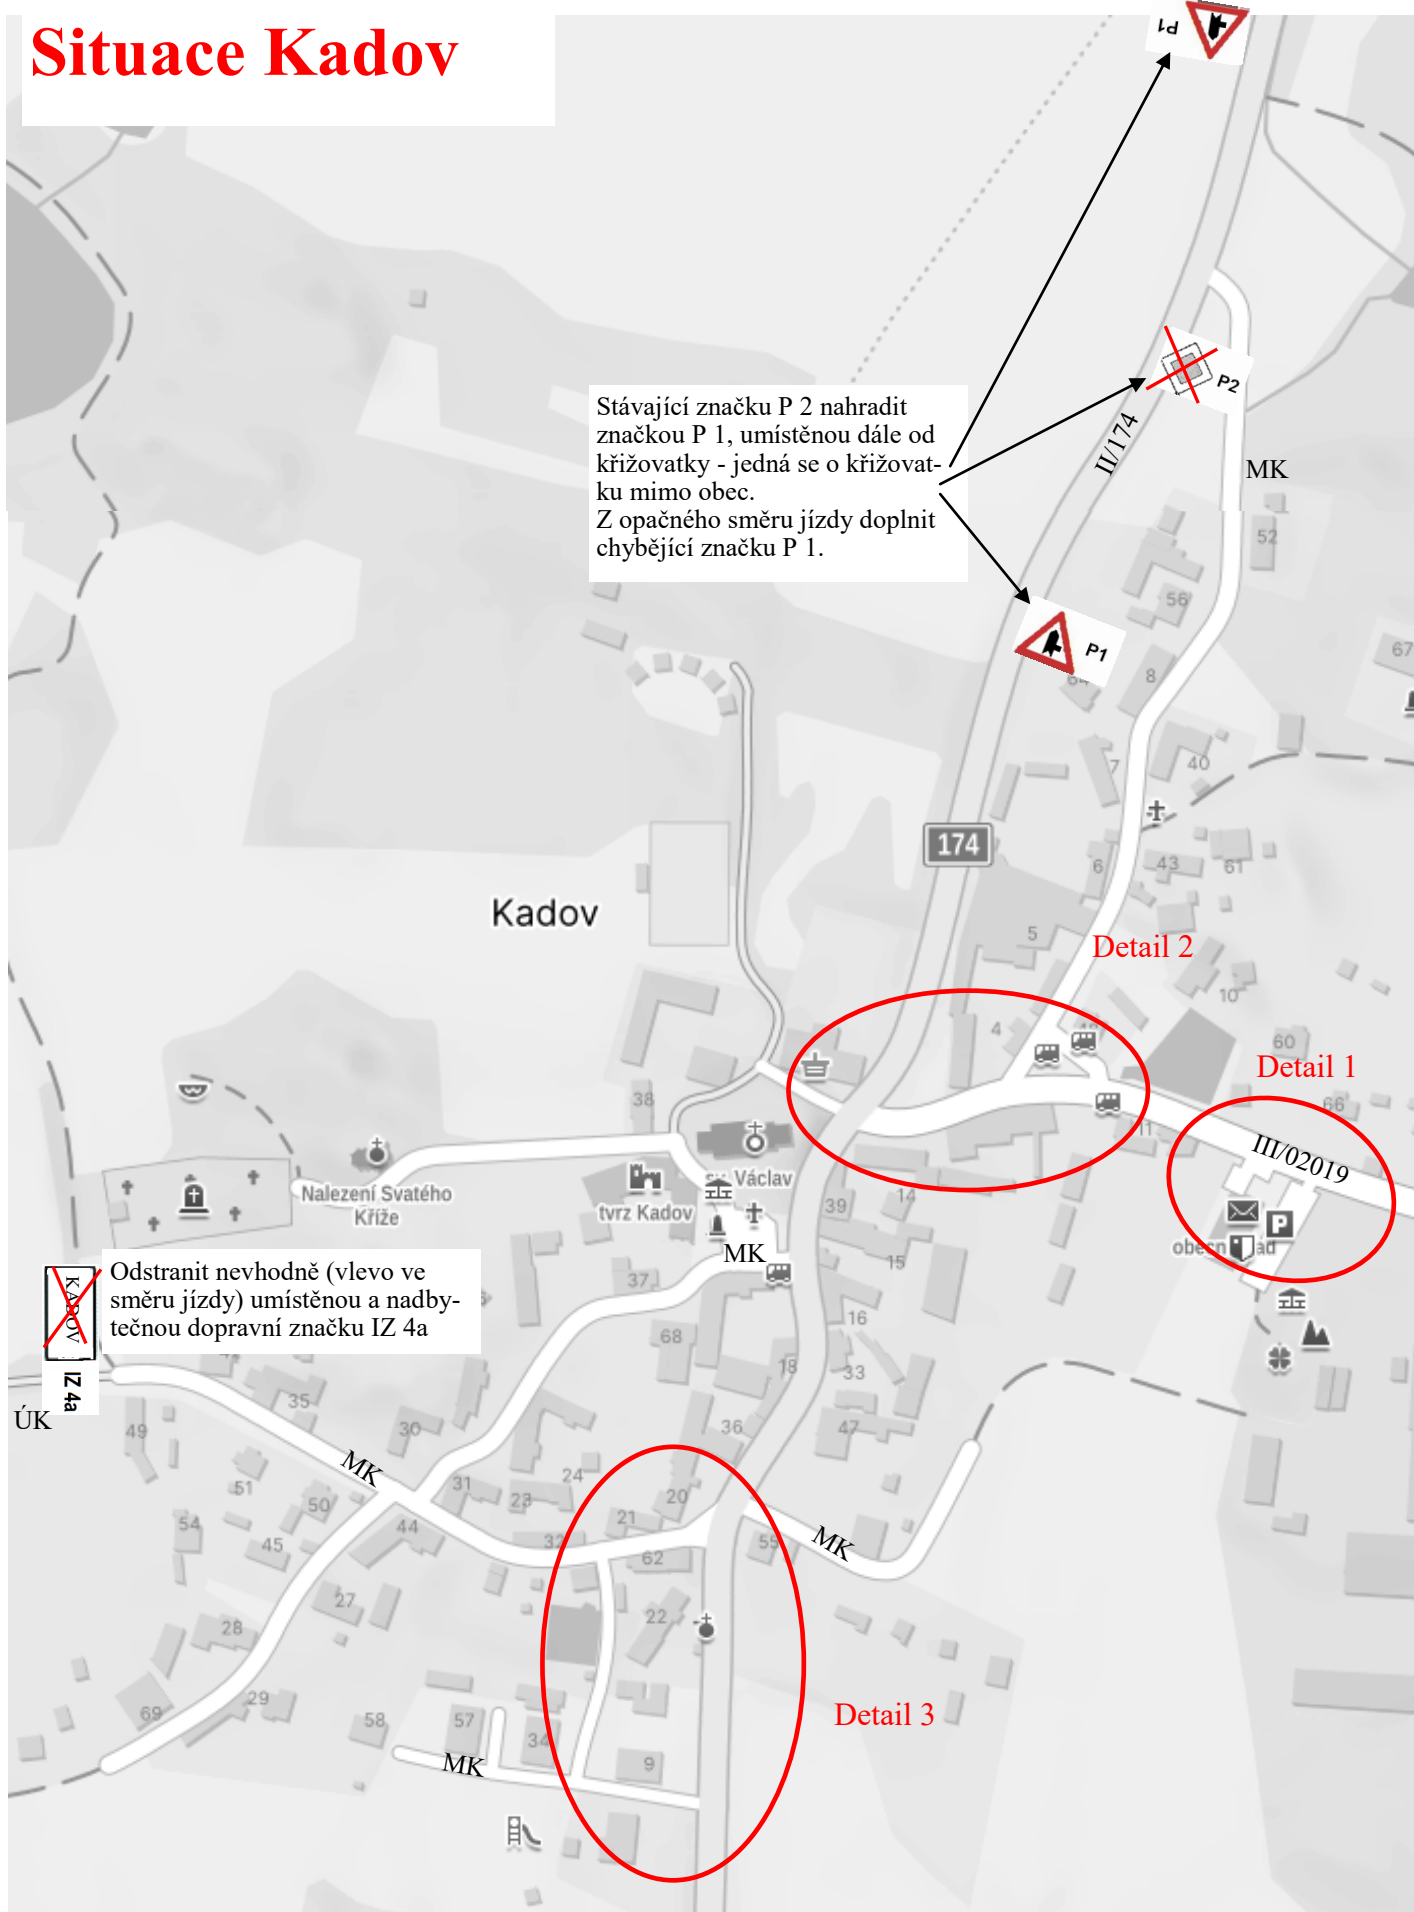 Situace Kadov
P1
P2
II/174
MK
Stávající značku P 2 nahradit
značkou P 1, umístěnou dále od
křižovatky - jedná se o křižovat-
ku mimo obec.
Z opačného směru jízdy doplnit
chybějící značku P 1.
52
56
P1
64
8
67
7
40
174
6
43
61
Kadov
5
Detail 2
10
4
60
Detail 1
38
66
11
III/02019
sv. Václav
Nalezení Svatého
Kříže
tvrz Kadov
39
14
P
MK
15
37
KADOV
IZ 4a
Odstranit nevhodně (vlevo ve
směru jízdy) umístěnou a nadby-
tečnou dopravní značku IZ 4a
16
68
18
33
ÚK
35
49
30
36
47
MK
31
24
51
23
20
50
21
54
44
45
32
62
55
MK
27
22
28
29
69
58
57
34
Detail 3
MK
9